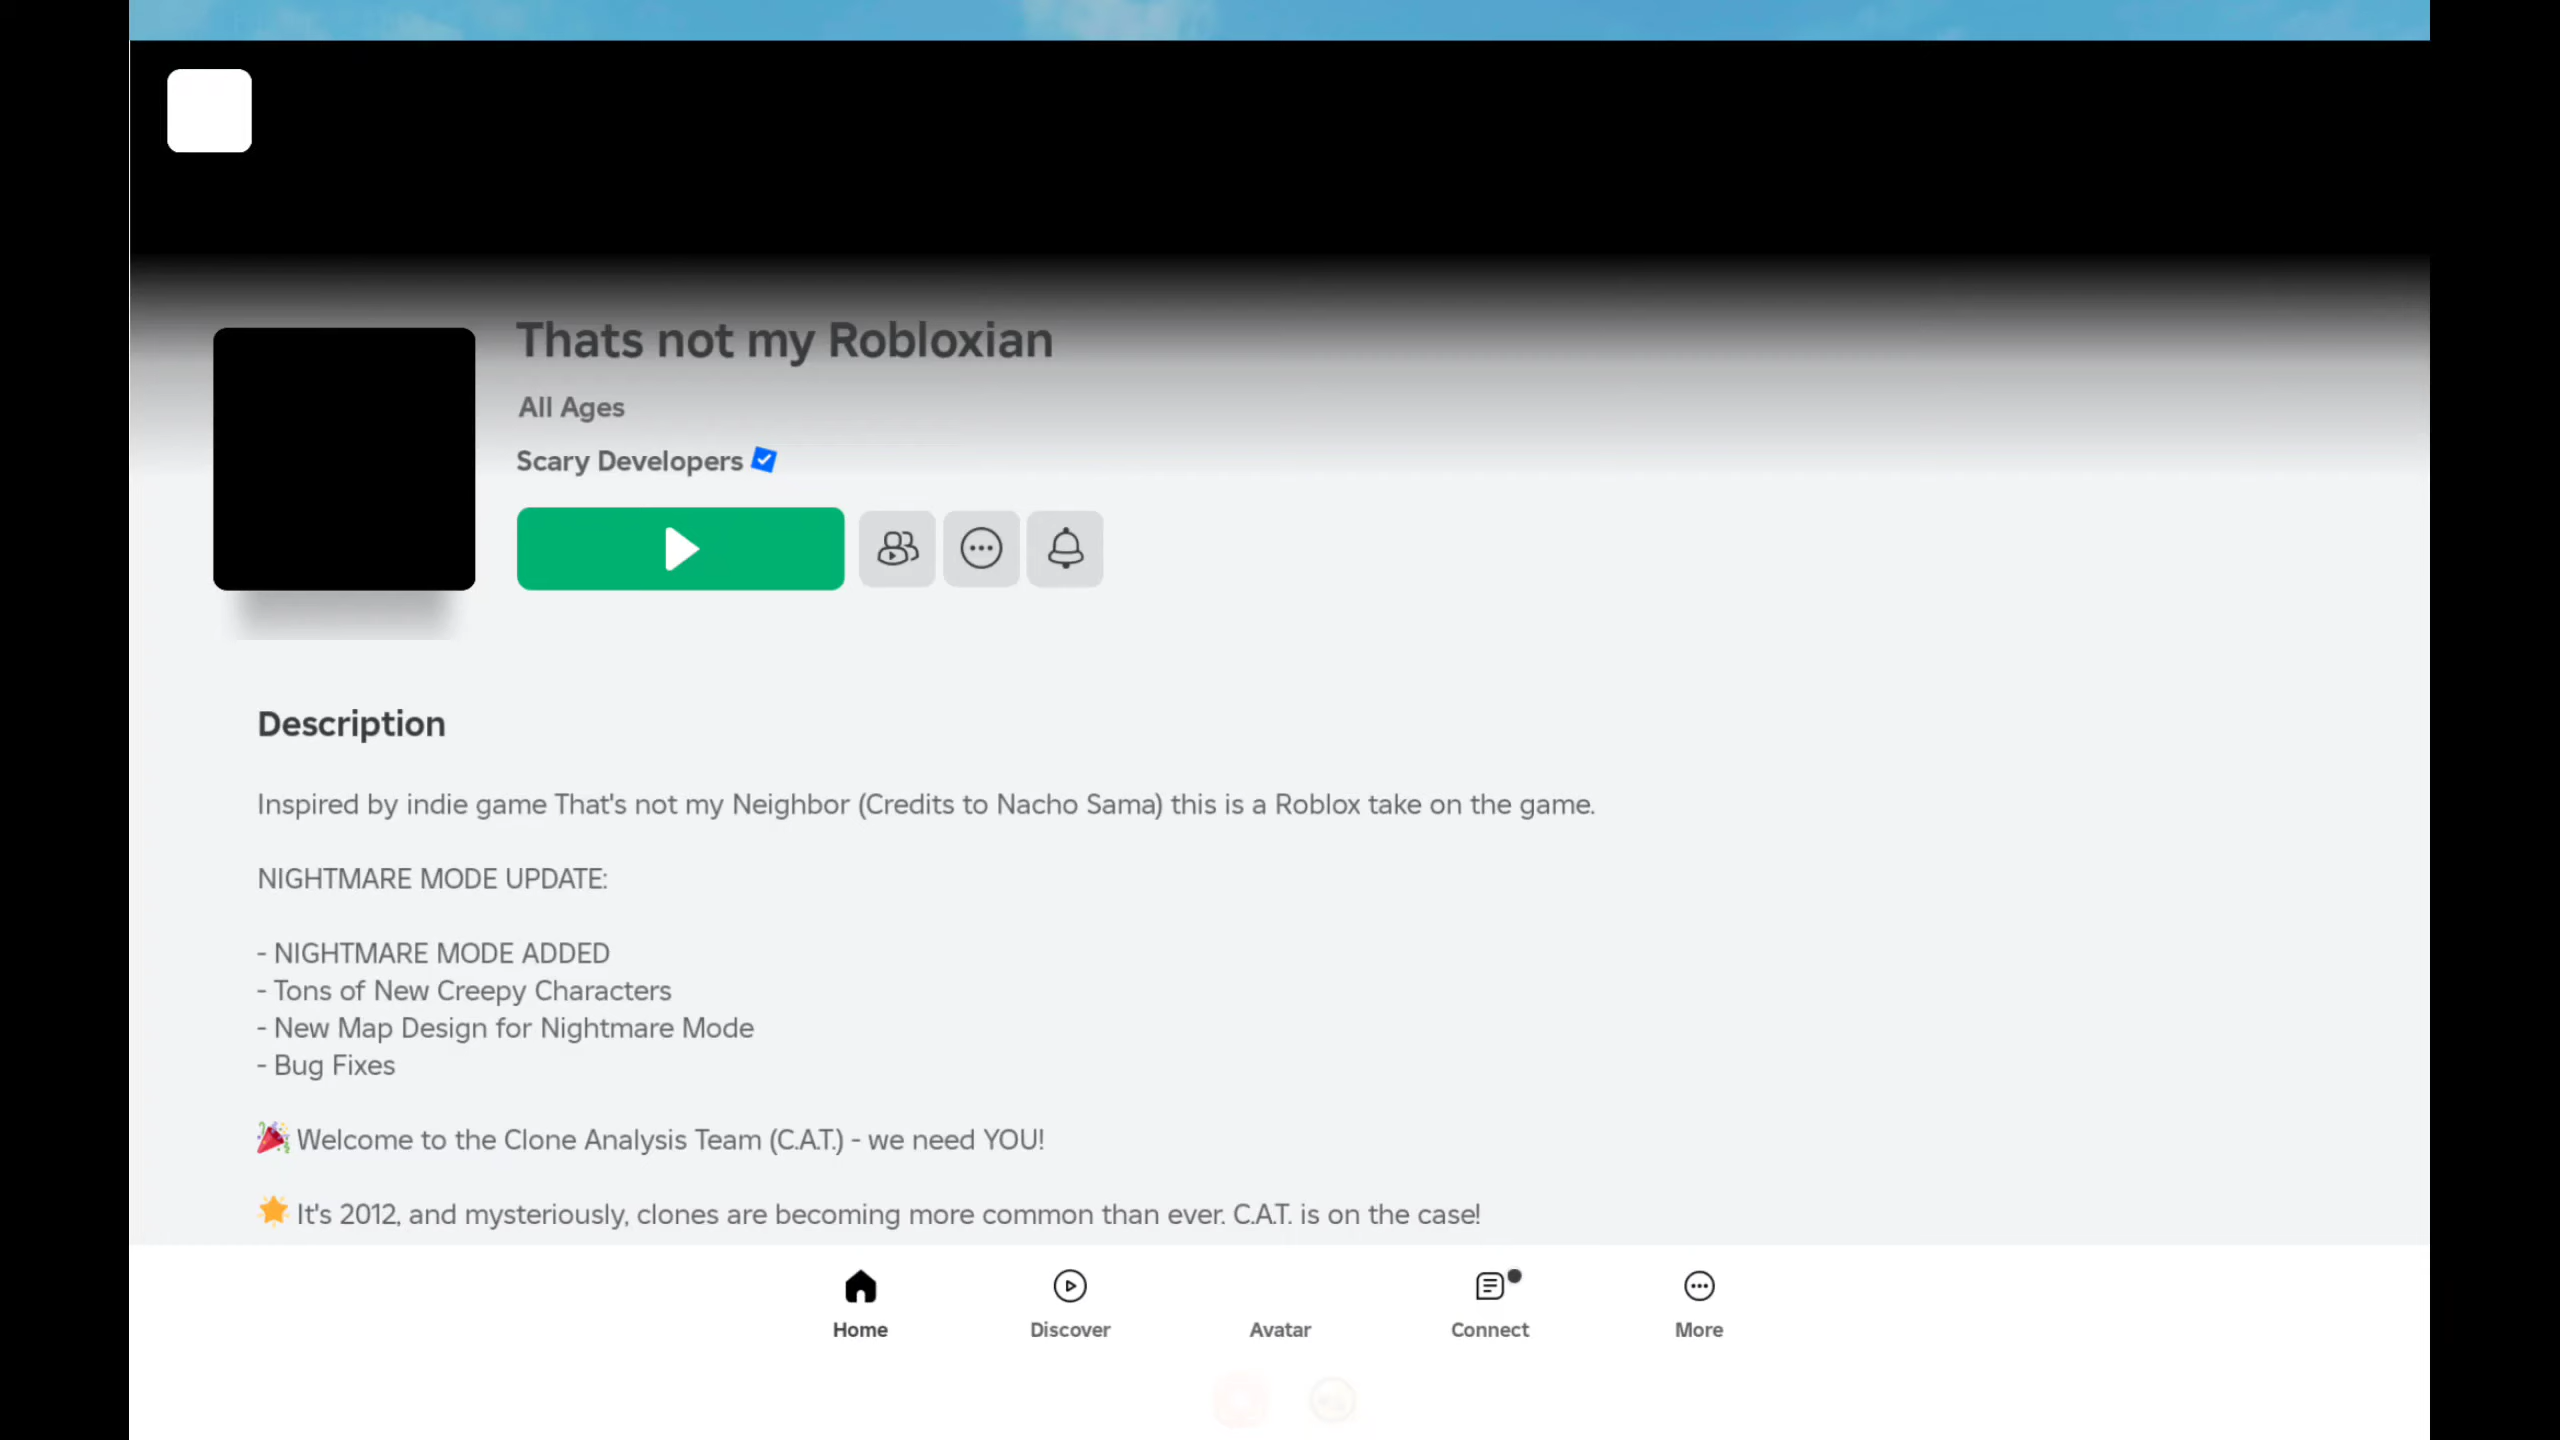 Thats not my Robloxian
All Ages
Scary Developers
Description
Inspired by indie game That's not my Neighbor (Credits to Nacho Sama) this is a Roblox take on the game.
NIGHTMARE MODE UPDATE:
- NIGHTMARE MODE ADDED
- Tons of New Creepy Characters
- New Map Design for Nightmare Mode
- Bug Fixes
🎉 Welcome to the Clone Analysis Team (C.A.T.) - we need YOU!
🌟 It's 2012, and mysteriously, clones are becoming more common than ever. C.A.T. is on the case!
Home Discover Avatar Connect More